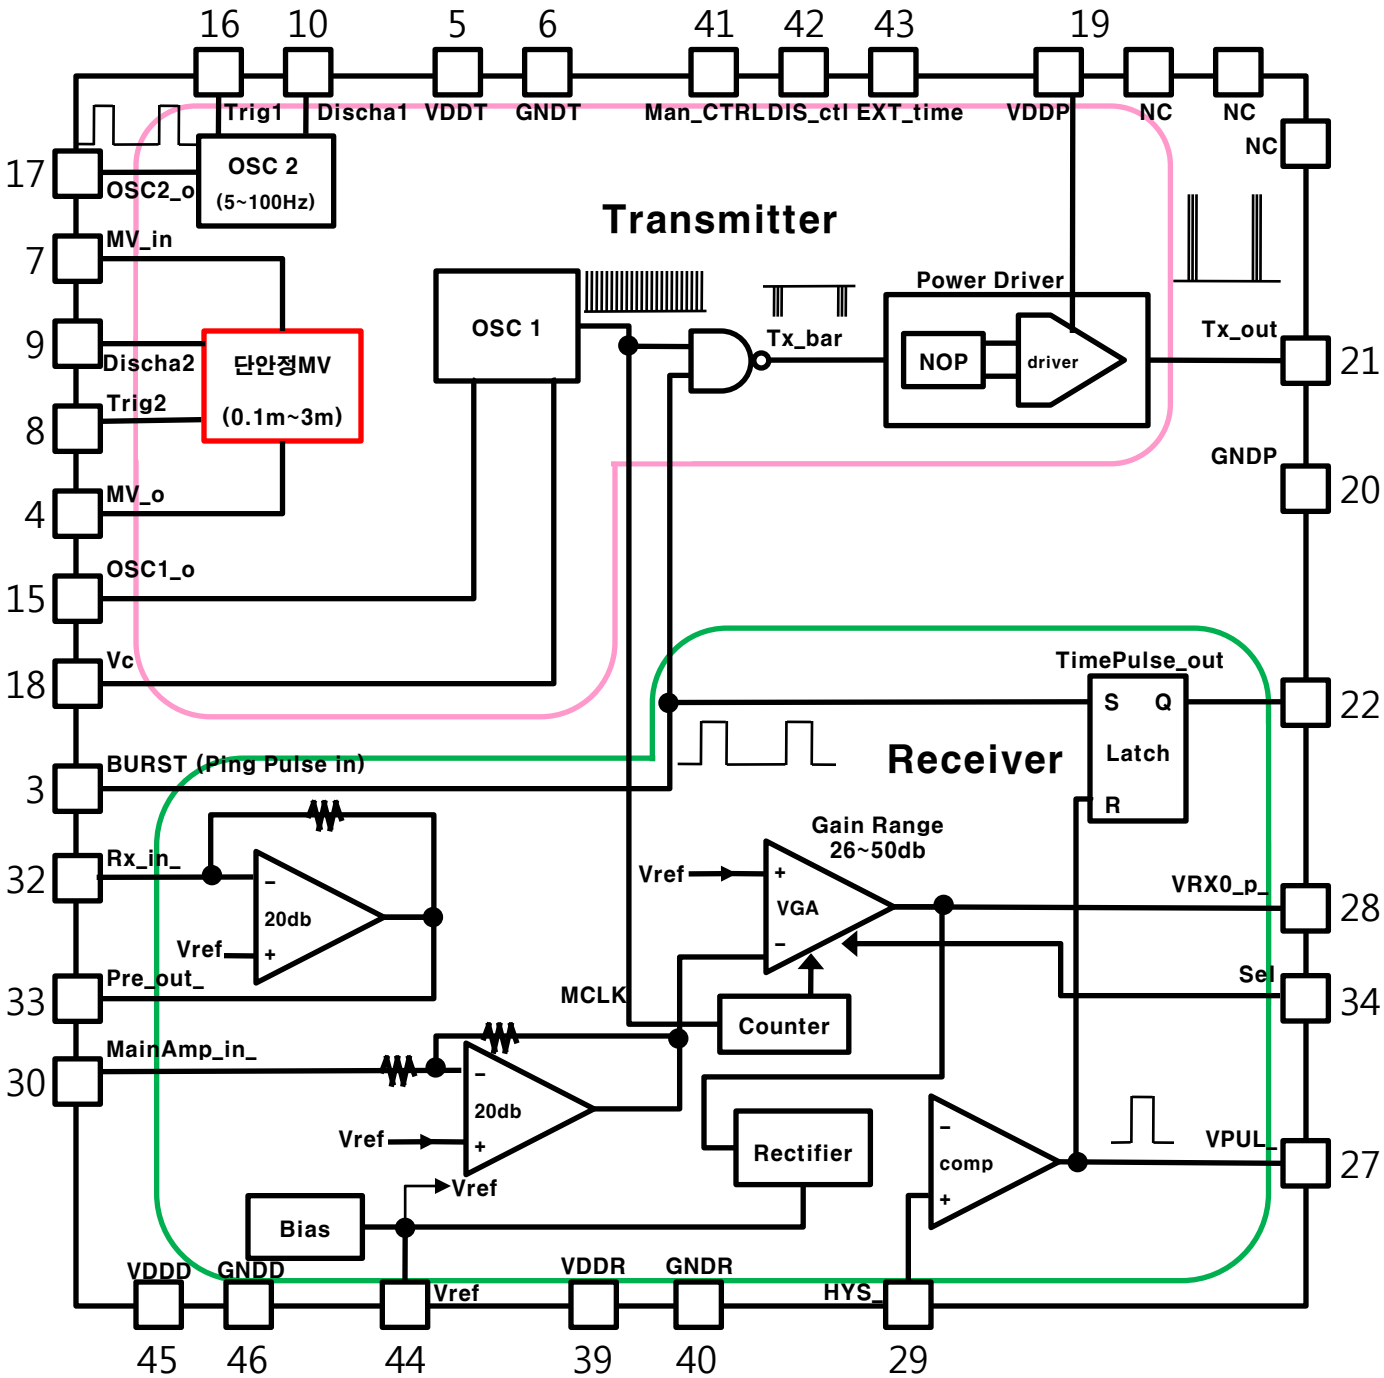 16 10 5 6 41 42 43 19
Trig1 Discha1 VDDT GNDT Man_CTRL DIS_ctl EXT_time VDDP NC NC
NC
17
OSC2_o
OSC 2
(5~100Hz)
Transmitter
7
MV_in
9
Discha2
단안정MV
(0.1m~3m)
8
Trig2
4
MV_o
OSC 1
Tx_bar
Power Driver
NOP
driver
Tx_out
21
GNDP
20
15
OSC1_o
18
Vc
TimePulse_out
S Q
Latch
R
22
3
BURST (Ping Pulse in)
Receiver
32
Rx_in_
−
20db
Vref
+
33
Pre_out_
Gain Range
26~50db
Vref
+
VGA
−
VRX0_p_
28
Sel
34
MCLK
Counter
30
MainAmp_in_
−
20db
Vref
+
Vref
Rectifier
−
comp
+
VPUL_
27
Bias
VDDD GNDD Vref VDDR GNDR HYS_
45 46 44 39 40 29